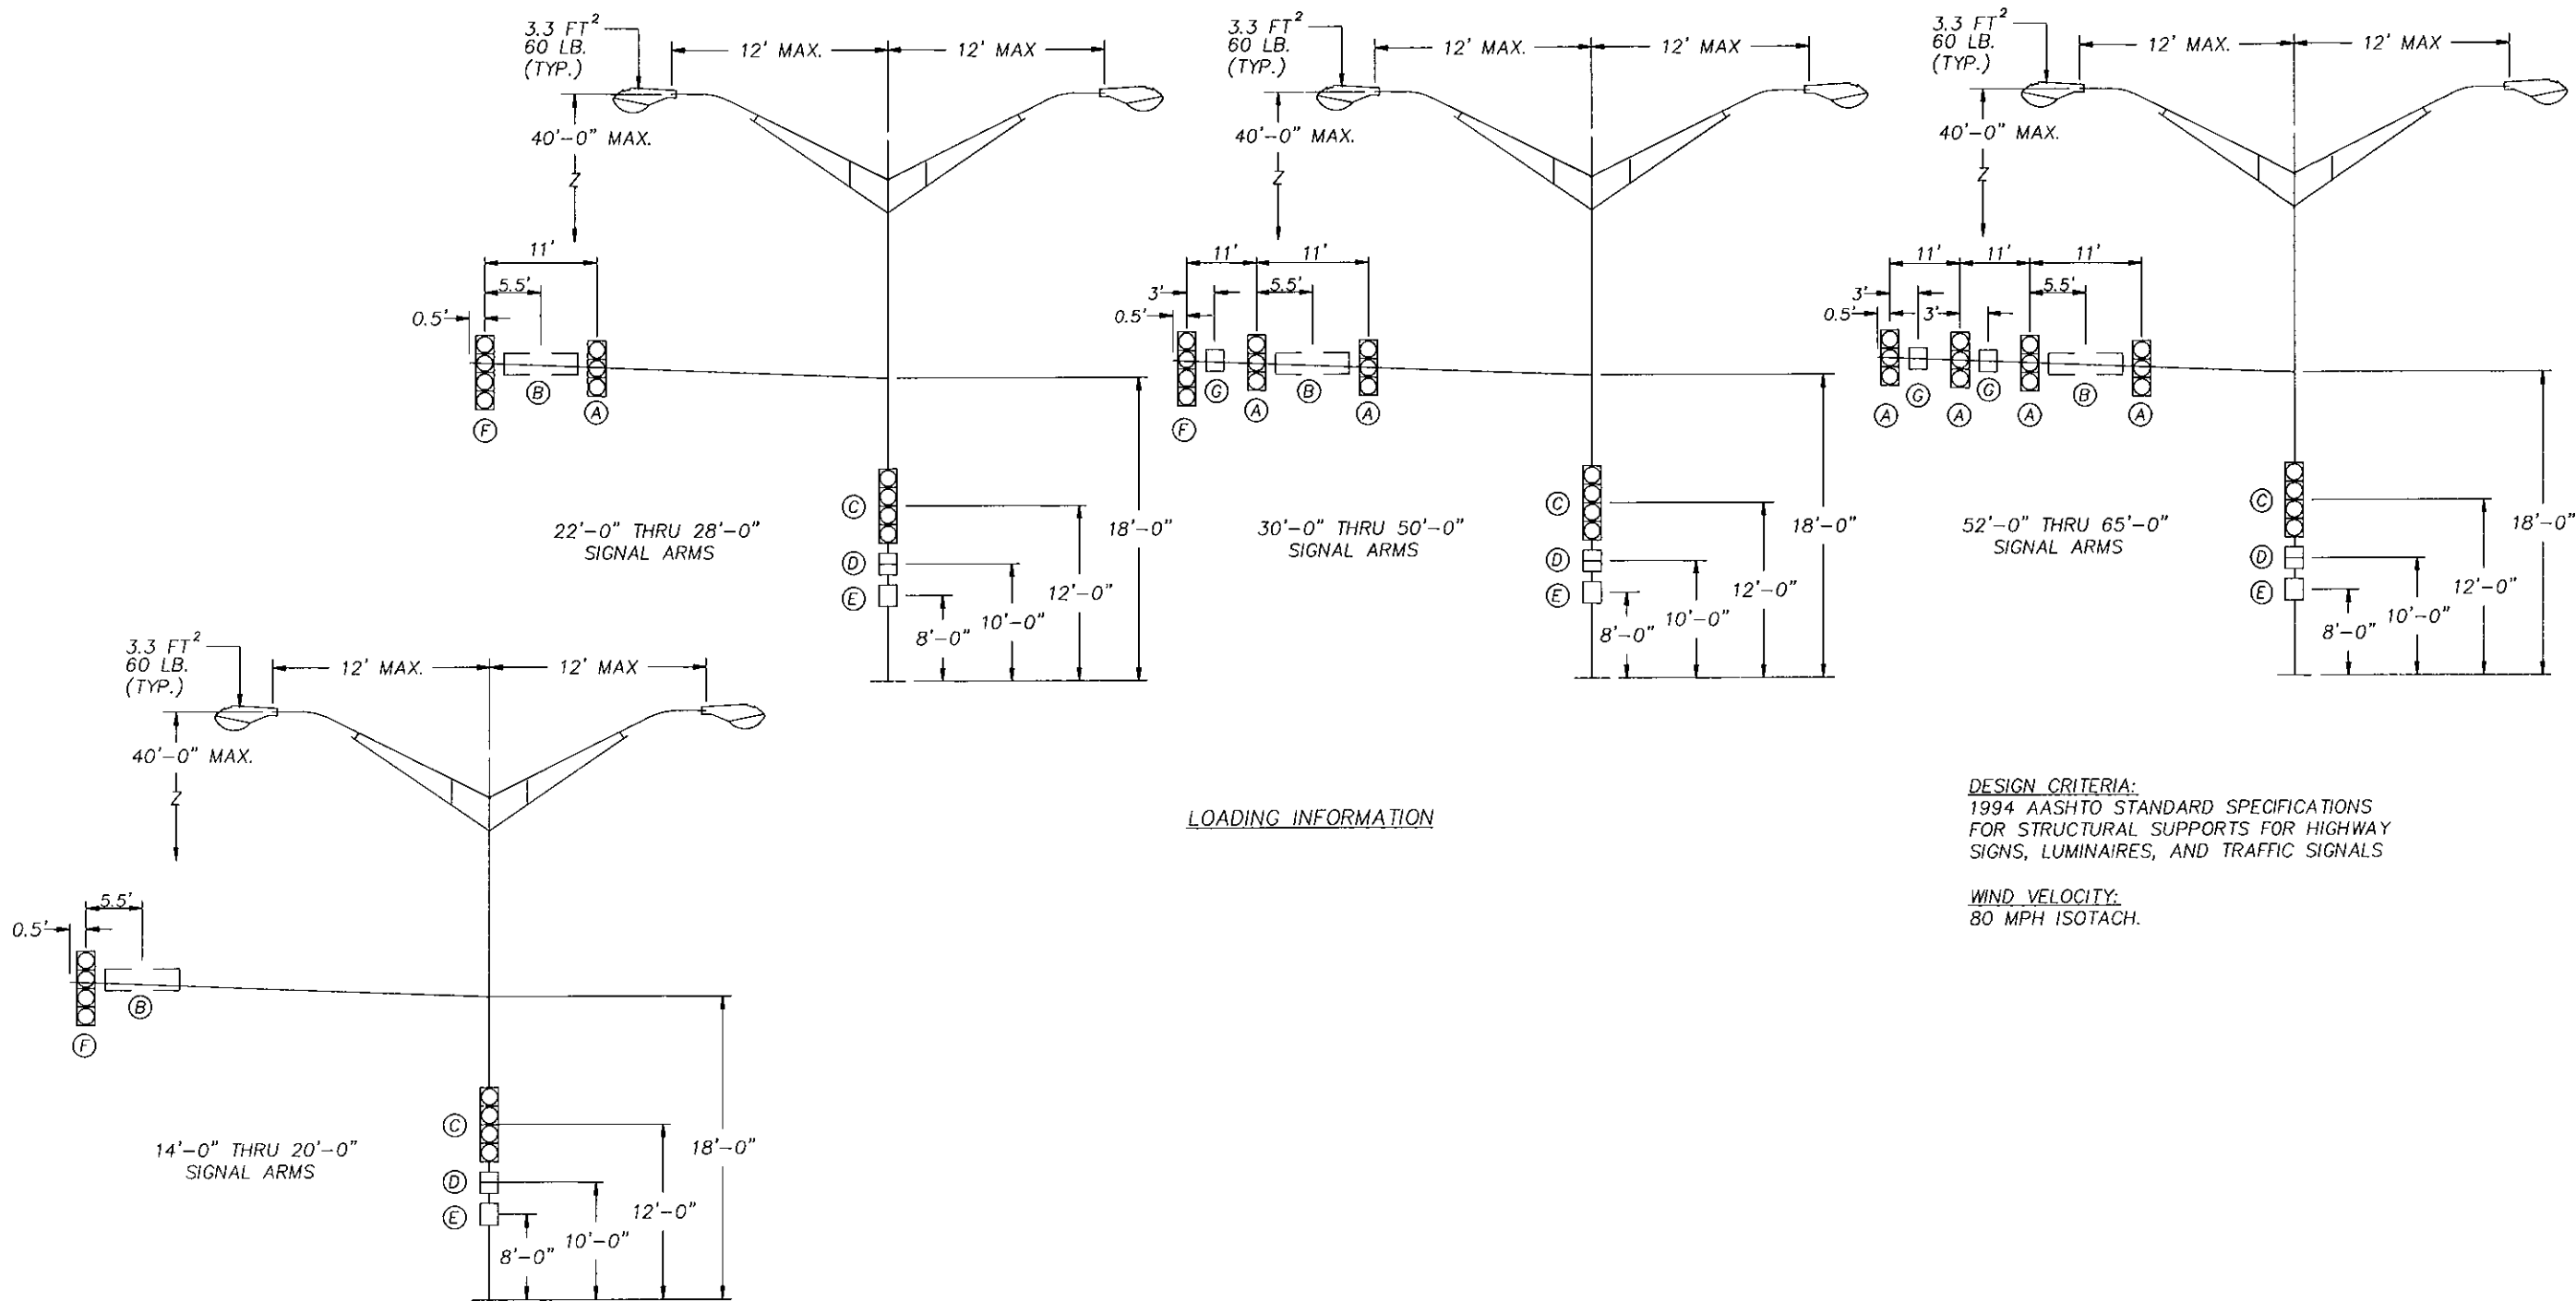 3.3 FT²
60 LB.
(TYP.)
12' MAX.
12' MAX
40'-0" MAX.
Z
11'
5.5'
0.5'
F
B
A
C
D
E
22'-0" THRU 28'-0"
SIGNAL ARMS
8'-0"
10'-0"
12'-0"
18'-0"
3.3 FT²
60 LB.
(TYP.)
12' MAX.
12' MAX
40'-0" MAX.
Z
11'
11'
3'
5.5'
0.5'
F
G
A
B
A
C
D
E
30'-0" THRU 50'-0"
SIGNAL ARMS
8'-0"
10'-0"
12'-0"
18'-0"
3.3 FT²
60 LB.
(TYP.)
12' MAX.
12' MAX
40'-0" MAX.
Z
11'
11'
11'
3'
5.5'
0.5'
3'
A
G
A
G
A
B
A
C
D
E
52'-0" THRU 65'-0"
SIGNAL ARMS
8'-0"
10'-0"
12'-0"
18'-0"
3.3 FT²
60 LB.
(TYP.)
12' MAX.
12' MAX
40'-0" MAX.
Z
5.5'
0.5'
F
B
C
D
E
14'-0" THRU 20'-0"
SIGNAL ARMS
8'-0"
10'-0"
12'-0"
18'-0"
LOADING INFORMATION
DESIGN CRITERIA:
1994 AASHTO STANDARD SPECIFICATIONS
FOR STRUCTURAL SUPPORTS FOR HIGHWAY
SIGNS, LUMINAIRES, AND TRAFFIC SIGNALS
WIND VELOCITY:
80 MPH ISOTACH.